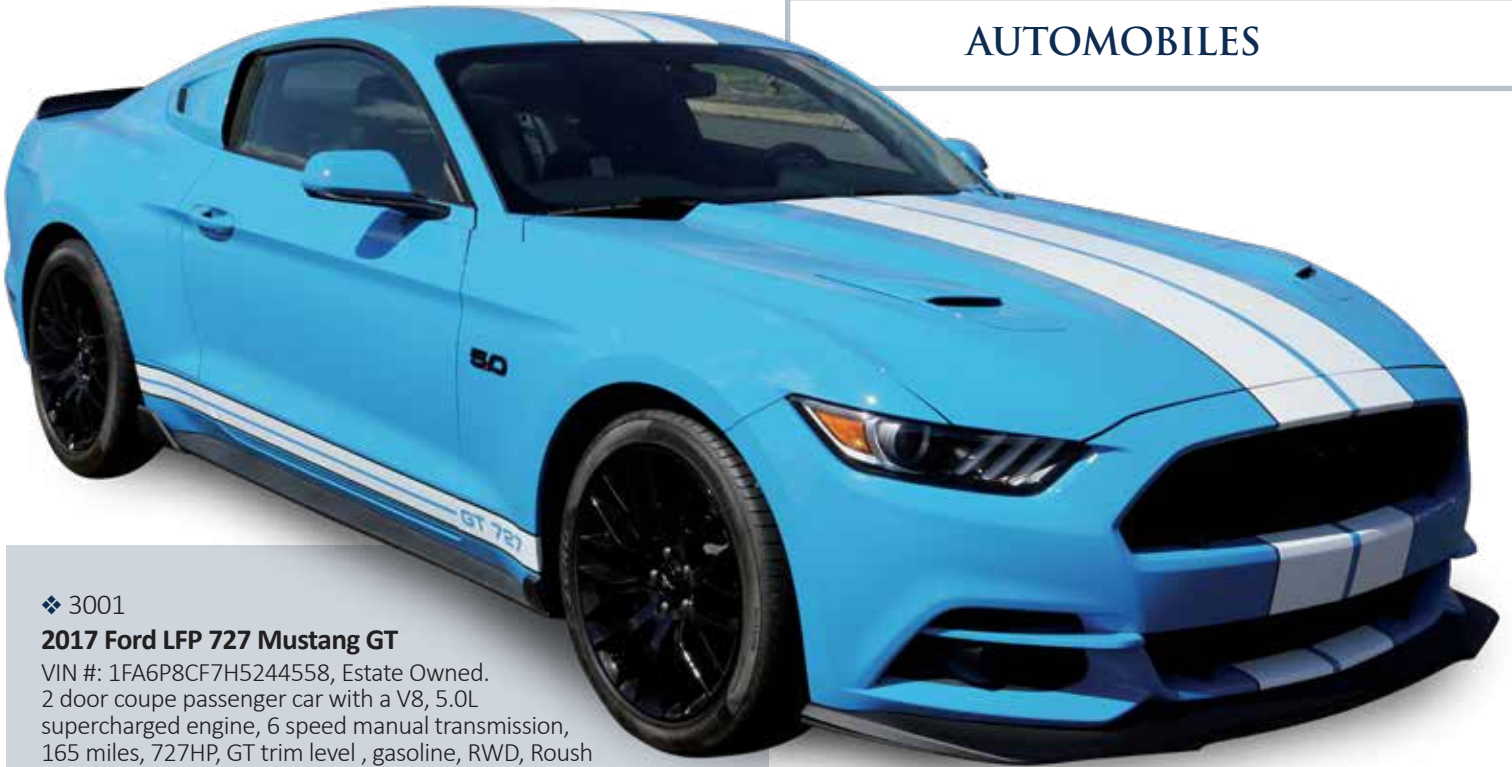 AUTOMOBILES
5.0
GT 727
❖ 3001
2017 Ford LFP 727 Mustang GT
VIN #: 1FA6P8CF7H5244558, Estate Owned.
2 door coupe passenger car with a V8, 5.0L
supercharged engine, 6 speed manual transmission,
165 miles, 727HP, GT trim level , gasoline, RWD, Roush